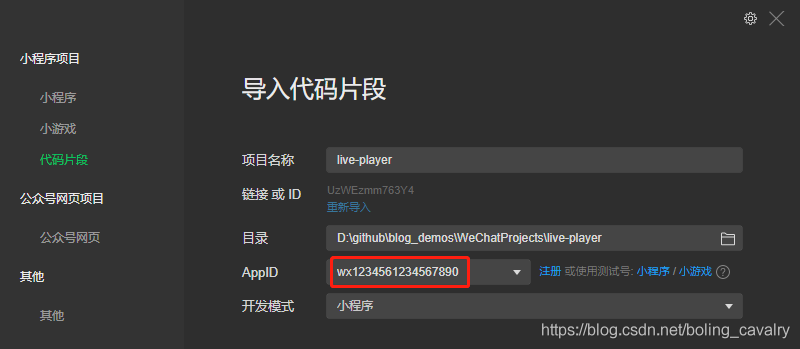 小程序项目
小程序
小游戏
代码片段
公众号网页项目
公众号网页
其他
其他
导入代码片段
项目名称 live-player
链接 或 ID UzWEzmm763Y4
重新导入
目录 D:\github\blog_demos\WeChatProjects\live-player
AppID wx1234561234567890 注册 或使用测试号: 小程序 / 小游戏 ?
开发模式 小程序
https://blog.csdn.net/boling_cavalry